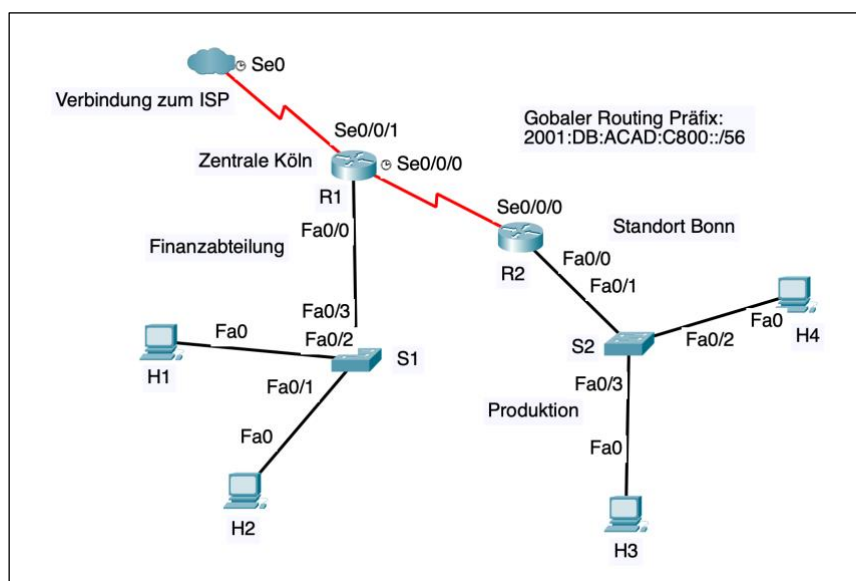 Se0
Verbindung zum ISP
Gobaler Routing Präfix:
2001:DB:ACAD:C800::/56
Se0/0/1
Zentrale Köln
Se0/0/0
R1
Se0/0/0
Standort Bonn
Fa0/0
Finanzabteilung
R2
Fa0/0
Fa0/1
Fa0/3
Fa0/2
Fa0
Fa0
H4
S2
Fa0/2
H1
S1
Fa0/1
Fa0/3
Produktion
Fa0
Fa0
H2
H3